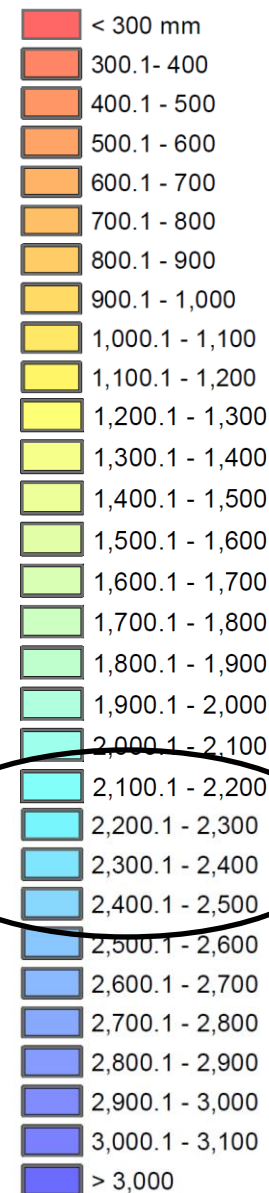 < 300 mm
300.1- 400
400.1 - 500
500.1 - 600
600.1 - 700
700.1 - 800
800.1 - 900
900.1 - 1,000
1,000.1 - 1,100
1,100.1 - 1,200
1,200.1 - 1,300
1,300.1 - 1,400
1,400.1 - 1,500
1,500.1 - 1,600
1,600.1 - 1,700
1,700.1 - 1,800
1,800.1 - 1,900
1,900.1 - 2,000
2,000.1 - 2,100
2,100.1 - 2,200
2,200.1 - 2,300
2,300.1 - 2,400
2,400.1 - 2,500
2,500.1 - 2,600
2,600.1 - 2,700
2,700.1 - 2,800
2,800.1 - 2,900
2,900.1 - 3,000
3,000.1 - 3,100
> 3,000